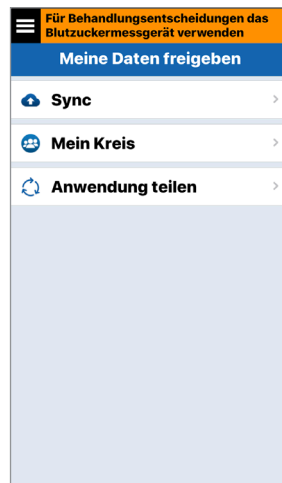 Für Behandlungsentscheidungen das
Blutzuckermessgerät verwenden
Meine Daten freigeben
Sync
Mein Kreis
Anwendung teilen